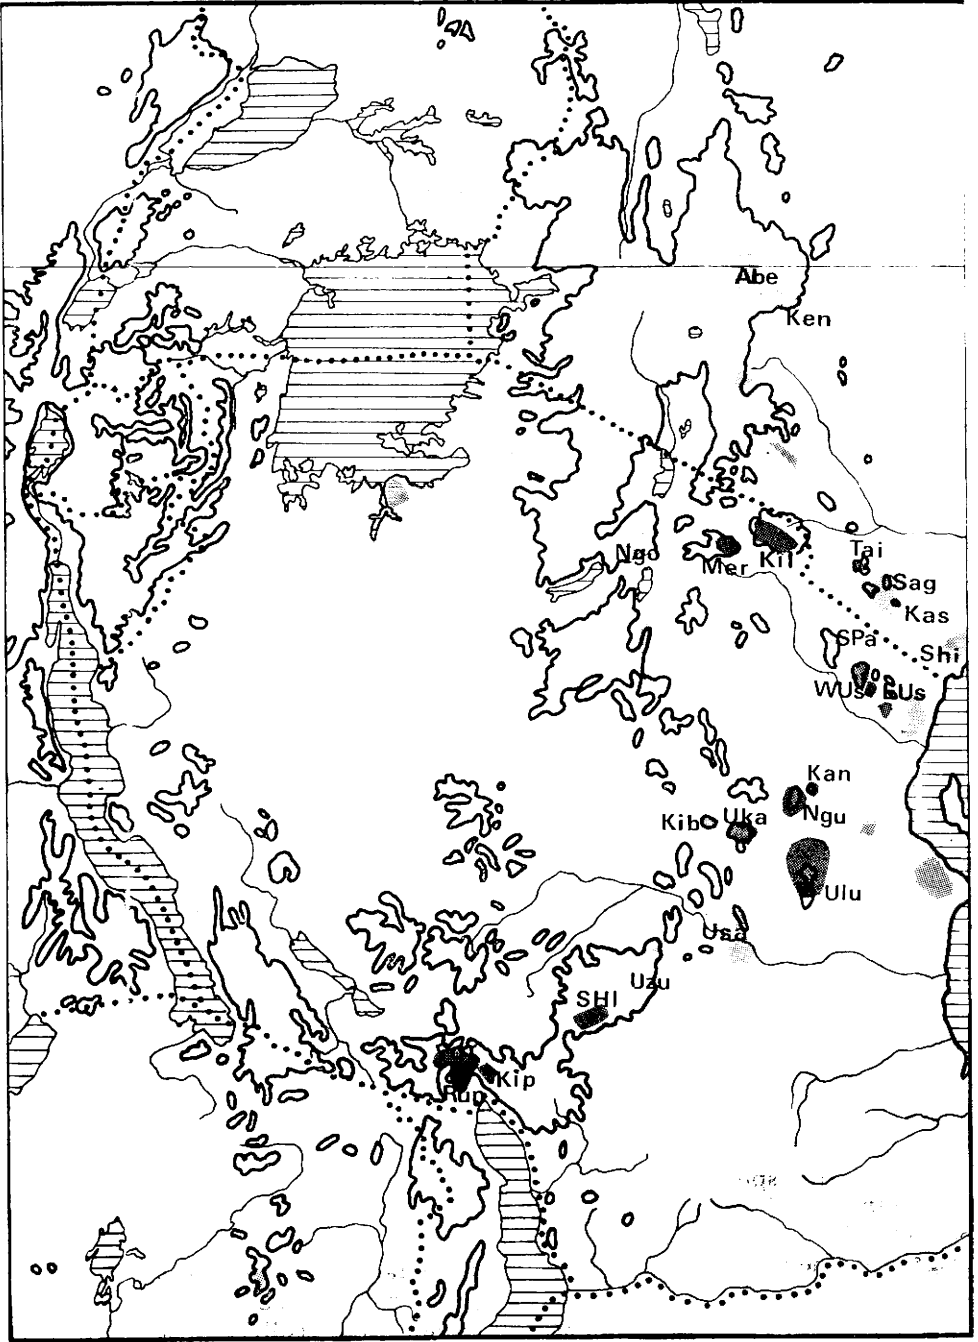 Abe
Ken
Ngo
Mer
Kil
Tai
Sag
Kas
SPa
Shi
WUs
EUs
Kan
Ngu
Kib
Uka
Ulu
Usa
Uzu
SHI
Kip
Run